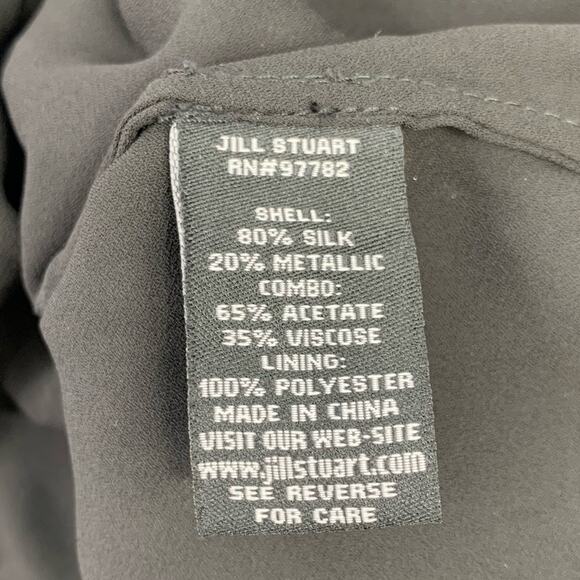 JILL STUART
RN#97782
SHELL:
80% SILK
20% METALLIC
COMBO:
65% ACETATE
35% VISCOSE
LINING:
100% POLYESTER
MADE IN CHINA
VISIT OUR WEB-SITE
www.jillstuart.com
SEE REVERSE
FOR CARE